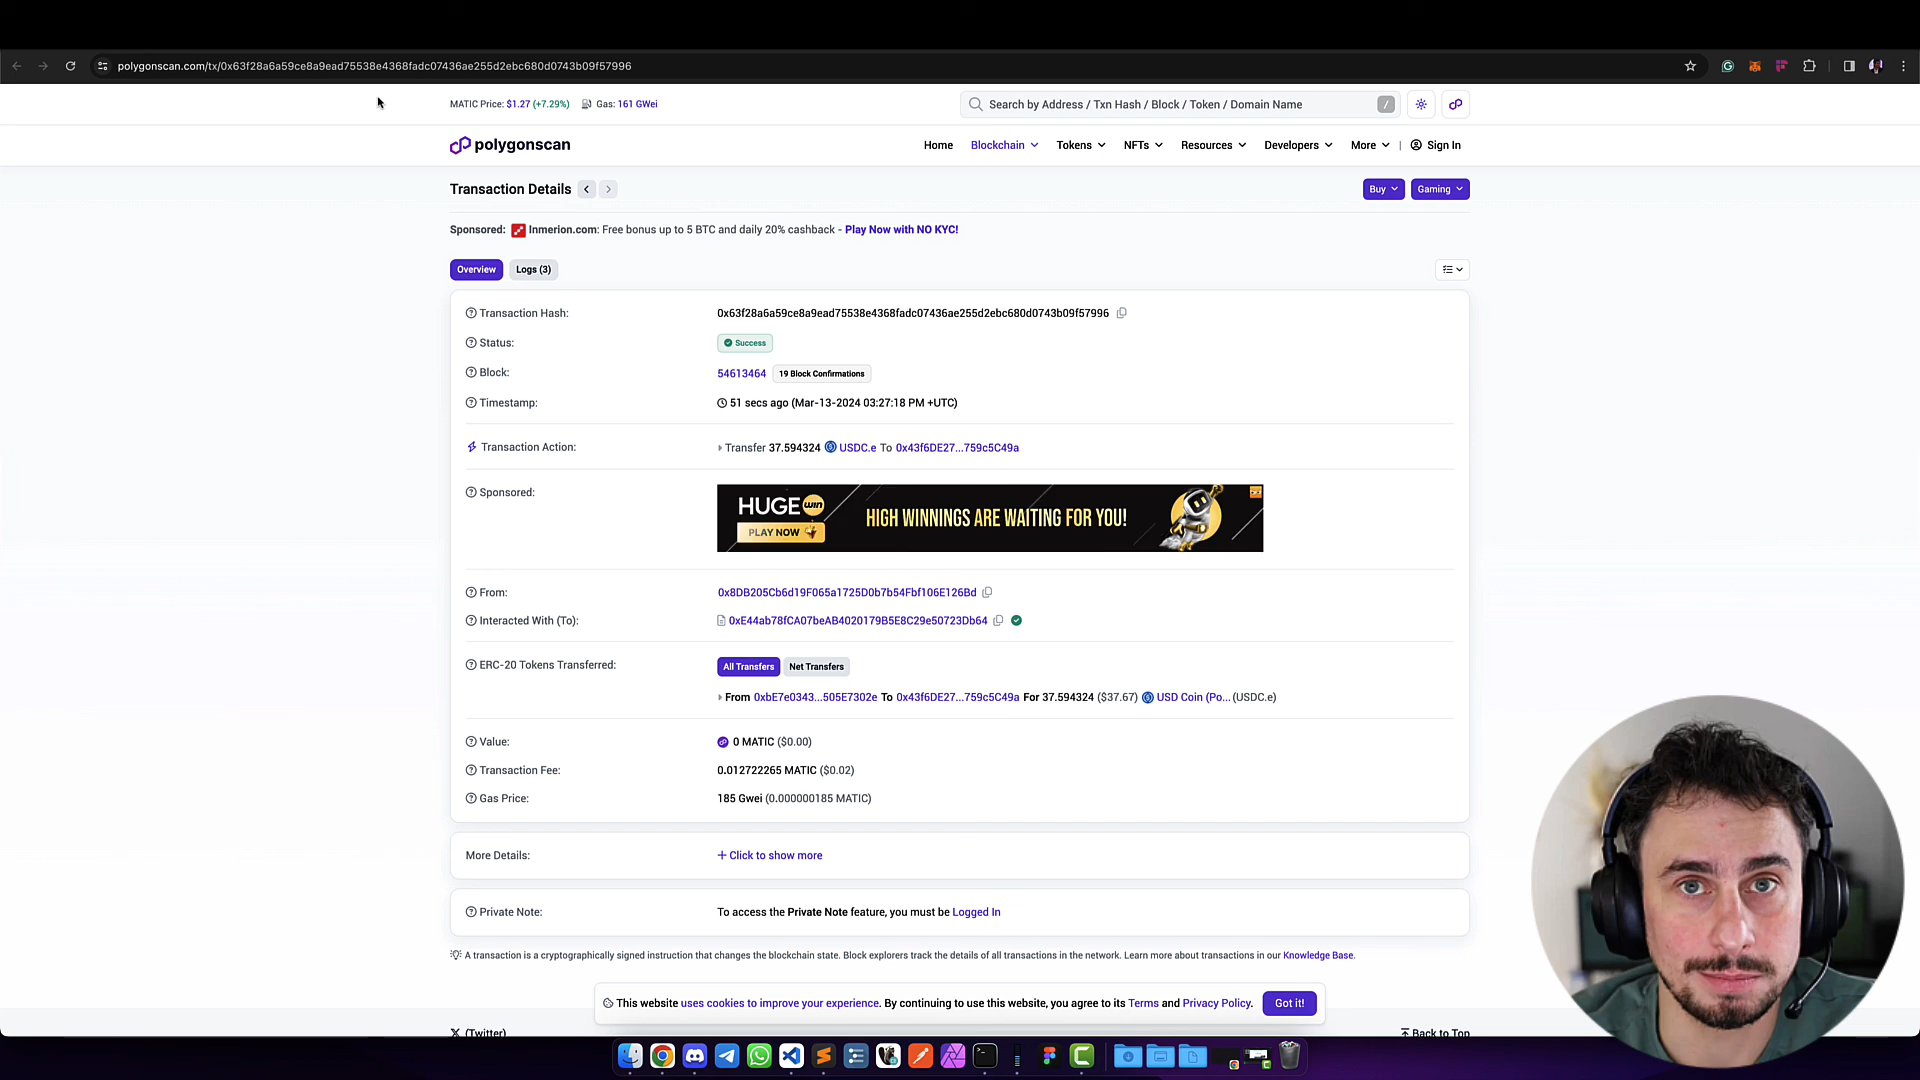 polygonscan.com/tx/0x63f28a6a59ce8a9ead75538e4368fadc07436ae255d2ebc680d0743b09f57996
MATIC Price: $1.27 (+7.29%) Gas: 161 GWei
Search by Address / Txn Hash / Block / Token / Domain Name /
polygonscan
Home Blockchain Tokens NFTs Resources Developers More | Sign In
Transaction Details
Buy Gaming
Sponsored: Inmerion.com: Free bonus up to 5 BTC and daily 20% cashback - Play Now with NO KYC!
Overview Logs (3)
Transaction Hash: 0x63f28a6a59ce8a9ead75538e4368fadc07436ae255d2ebc680d0743b09f57996
Status: Success
Block: 54613464 19 Block Confirmations
Timestamp: 51 secs ago (Mar-13-2024 03:27:18 PM +UTC)
Transaction Action: Transfer 37.594324 USDC.e To 0x43f6DE27...759c5C49a
Sponsored:
HUGE win
PLAY NOW
HIGH WINNINGS ARE WAITING FOR YOU!
From: 0x8DB205Cb6d19F065a1725D0b7b54Fbf106E126Bd
Interacted With (To): 0xE44ab78fCA07beAB4020179B5E8C29e50723Db64
ERC-20 Tokens Transferred: All Transfers Net Transfers
From 0xbE7e0343...505E7302e To 0x43f6DE27...759c5C49a For 37.594324 ($37.67) USD Coin (Po... (USDC.e)
Value: 0 MATIC ($0.00)
Transaction Fee: 0.012722265 MATIC ($0.02)
Gas Price: 185 Gwei (0.000000185 MATIC)
More Details: + Click to show more
Private Note: To access the Private Note feature, you must be Logged In
A transaction is a cryptographically signed instruction that changes the blockchain state. Block explorers track the details of all transactions in the network. Learn more about transactions in our Knowledge Base.
This website uses cookies to improve your experience. By continuing to use this website, you agree to its Terms and Privacy Policy. Got it!
X (Twitter) Back to Top